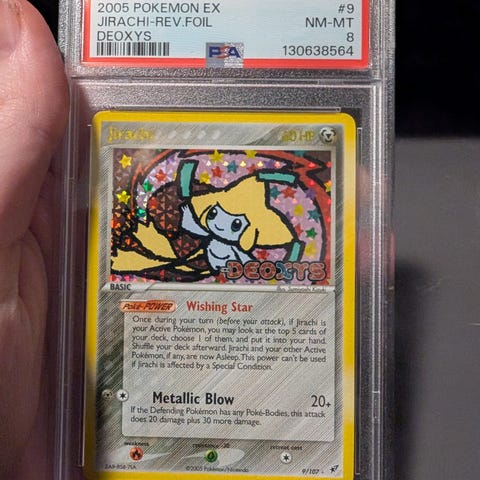 2005 POKEMON EX #9
JIRACHI-REV.FOIL NM-MT
DEOXYS PSA 8
130638564
Jirachi 60 HP
DEOXYS
BASIC
Poké-POWER Wishing Star
Once during your turn (before your attack), if Jirachi is
your Active Pokémon, you may look at the top 5 cards of
your deck, choose 1 of them, and put it into your hand.
Shuffle your deck afterward. Jirachi and your other Active
Pokémon, if any, are now Asleep. This power can't be used
if Jirachi is affected by a Special Condition.
Metallic Blow 20+
If the Defending Pokémon has any Poké-Bodies, this attack
does 20 damage plus 30 more damage.
weakness resistance -30 retreat cost
©2005 Pokémon/Nintendo 9/107